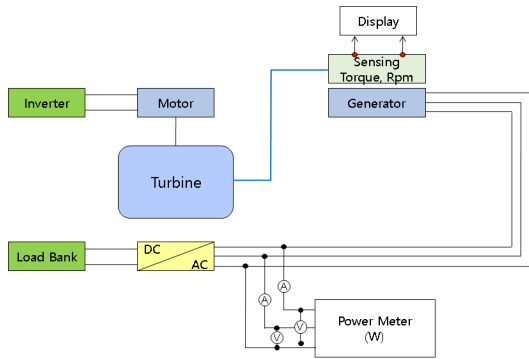 Display
Sensing
Torque, Rpm
Inverter
Motor
Generator
Turbine
Load Bank
DC
AC
A
A
V
V
Power Meter
(W)